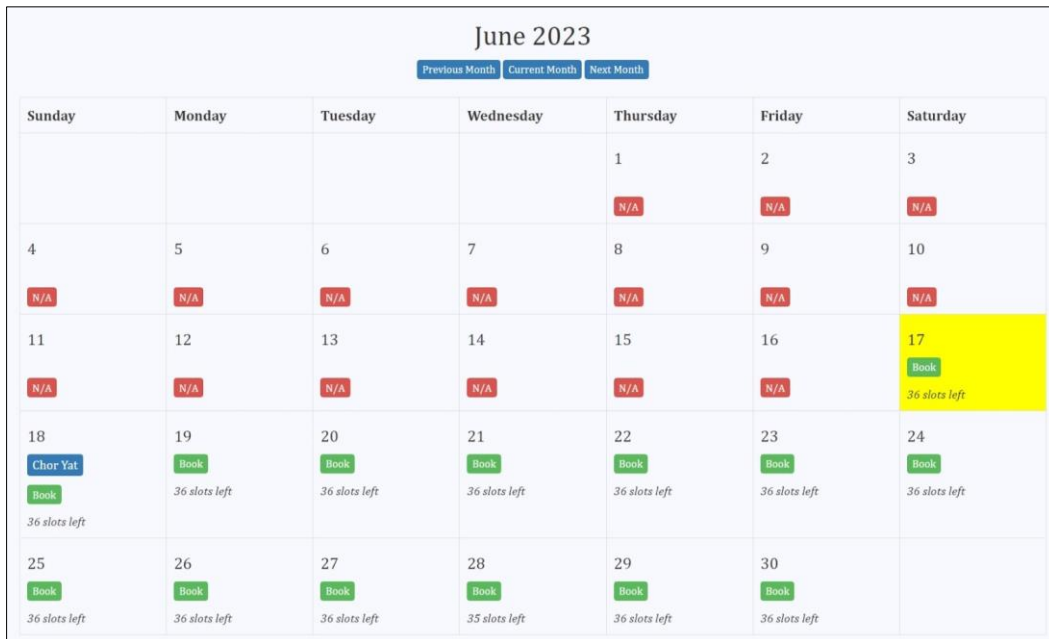 June 2023
Previous Month Current Month Next Month
Sunday Monday Tuesday Wednesday Thursday Friday Saturday
1 2 3
N/A N/A N/A
4 5 6 7 8 9 10
N/A N/A N/A N/A N/A N/A N/A
11 12 13 14 15 16 17
Book
N/A N/A N/A N/A N/A N/A 36 slots left
18 19 20 21 22 23 24
Chor Yat Book Book Book Book Book Book
Book 36 slots left 36 slots left 36 slots left 36 slots left 36 slots left 36 slots left
36 slots left
25 26 27 28 29 30
Book Book Book Book Book Book
36 slots left 36 slots left 36 slots left 35 slots left 36 slots left 36 slots left